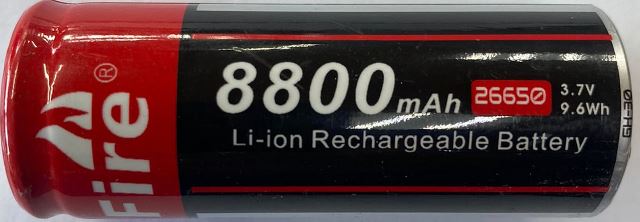 Fire®
8800mAh 26650 3.7V
9.6Wh
Li-ion Rechargeable Battery